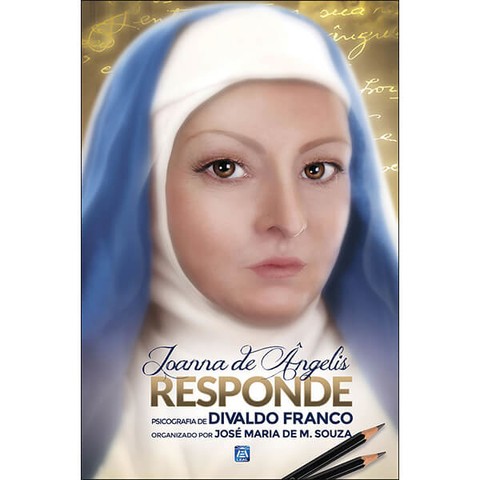 Joanna de Ângelis
RESPONDE
PSICOGRAFIA DE DIVALDO FRANCO
ORGANIZADO POR JOSÉ MARIA DE M. SOUZA